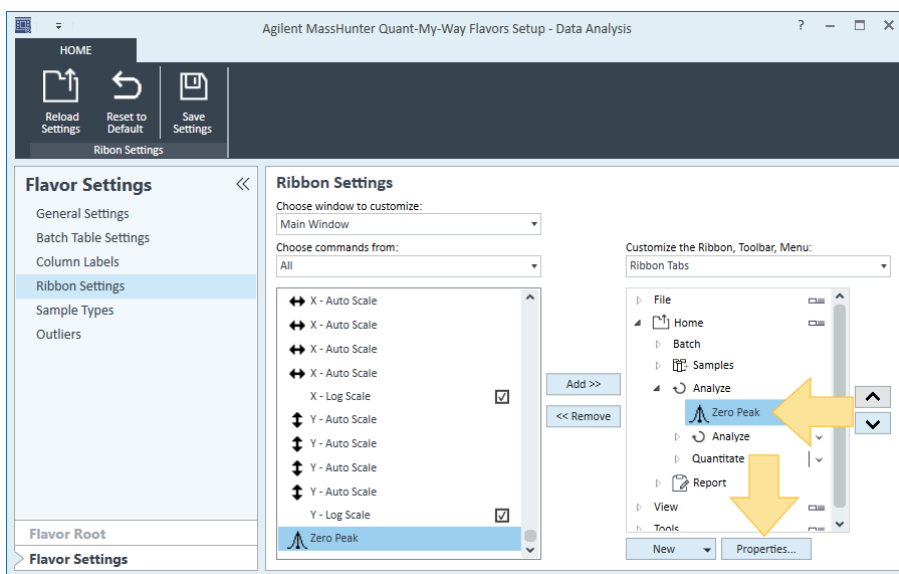 Agilent MassHunter Quant-My-Way Flavors Setup - Data Analysis
?
HOME
Reload Settings
Reset to Default
Save Settings
Ribon Settings
Flavor Settings
General Settings
Batch Table Settings
Column Labels
Ribbon Settings
Sample Types
Outliers
Flavor Root
Flavor Settings
Ribbon Settings
Choose window to customize:
Main Window
Choose commands from:
All
X - Auto Scale
X - Auto Scale
X - Auto Scale
X - Auto Scale
X - Log Scale
Y - Auto Scale
Y - Auto Scale
Y - Auto Scale
Y - Auto Scale
Y - Log Scale
Zero Peak
Add >>
<< Remove
Customize the Ribbon, Toolbar, Menu:
Ribbon Tabs
File
Home
Batch
Samples
Analyze
Zero Peak
Analyze
Quantitate
Report
View
Tools
New
Properties...